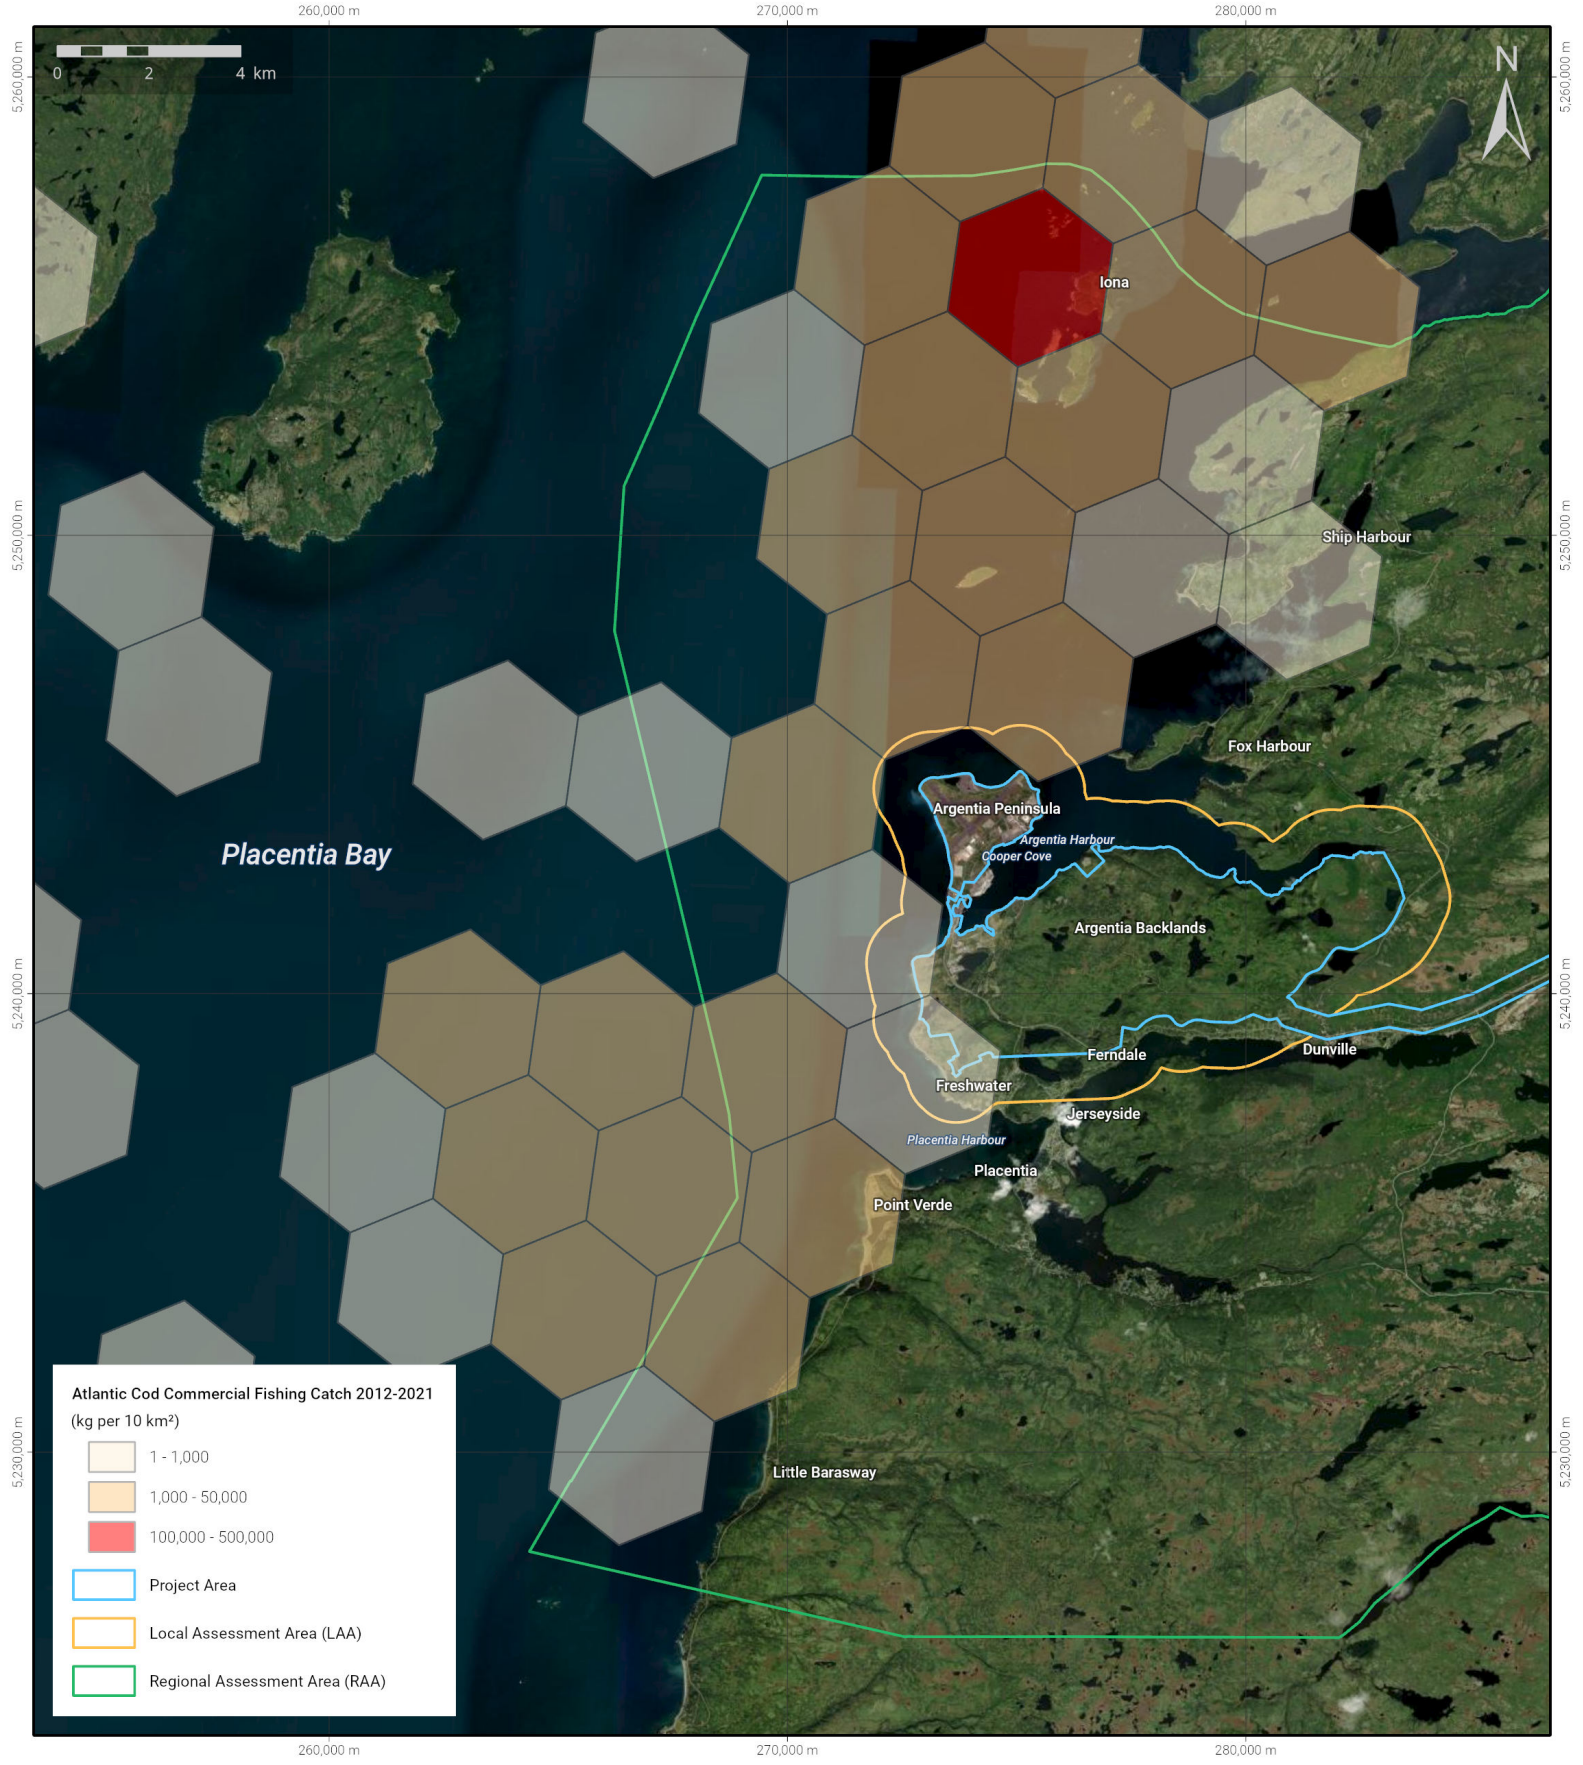 260,000 m
270,000 m
280,000 m
5,260,000 m
5,260,000 m
0 2 4 km
N
Iona
5,250,000 m
5,250,000 m
Ship Harbour
Fox Harbour
Argentia Peninsula
Argentia Harbour
Cooper Cove
Placentia Bay
Argentia Backlands
5,240,000 m
5,240,000 m
Dunville
Ferndale
Freshwater
Jerseyside
Placentia Harbour
Placentia
Point Verde
Little Barasway
5,230,000 m
5,230,000 m
Atlantic Cod Commercial Fishing Catch 2012-2021
(kg per 10 km²)
1 - 1,000
1,000 - 50,000
100,000 - 500,000
Project Area
Local Assessment Area (LAA)
Regional Assessment Area (RAA)
260,000 m
270,000 m
280,000 m